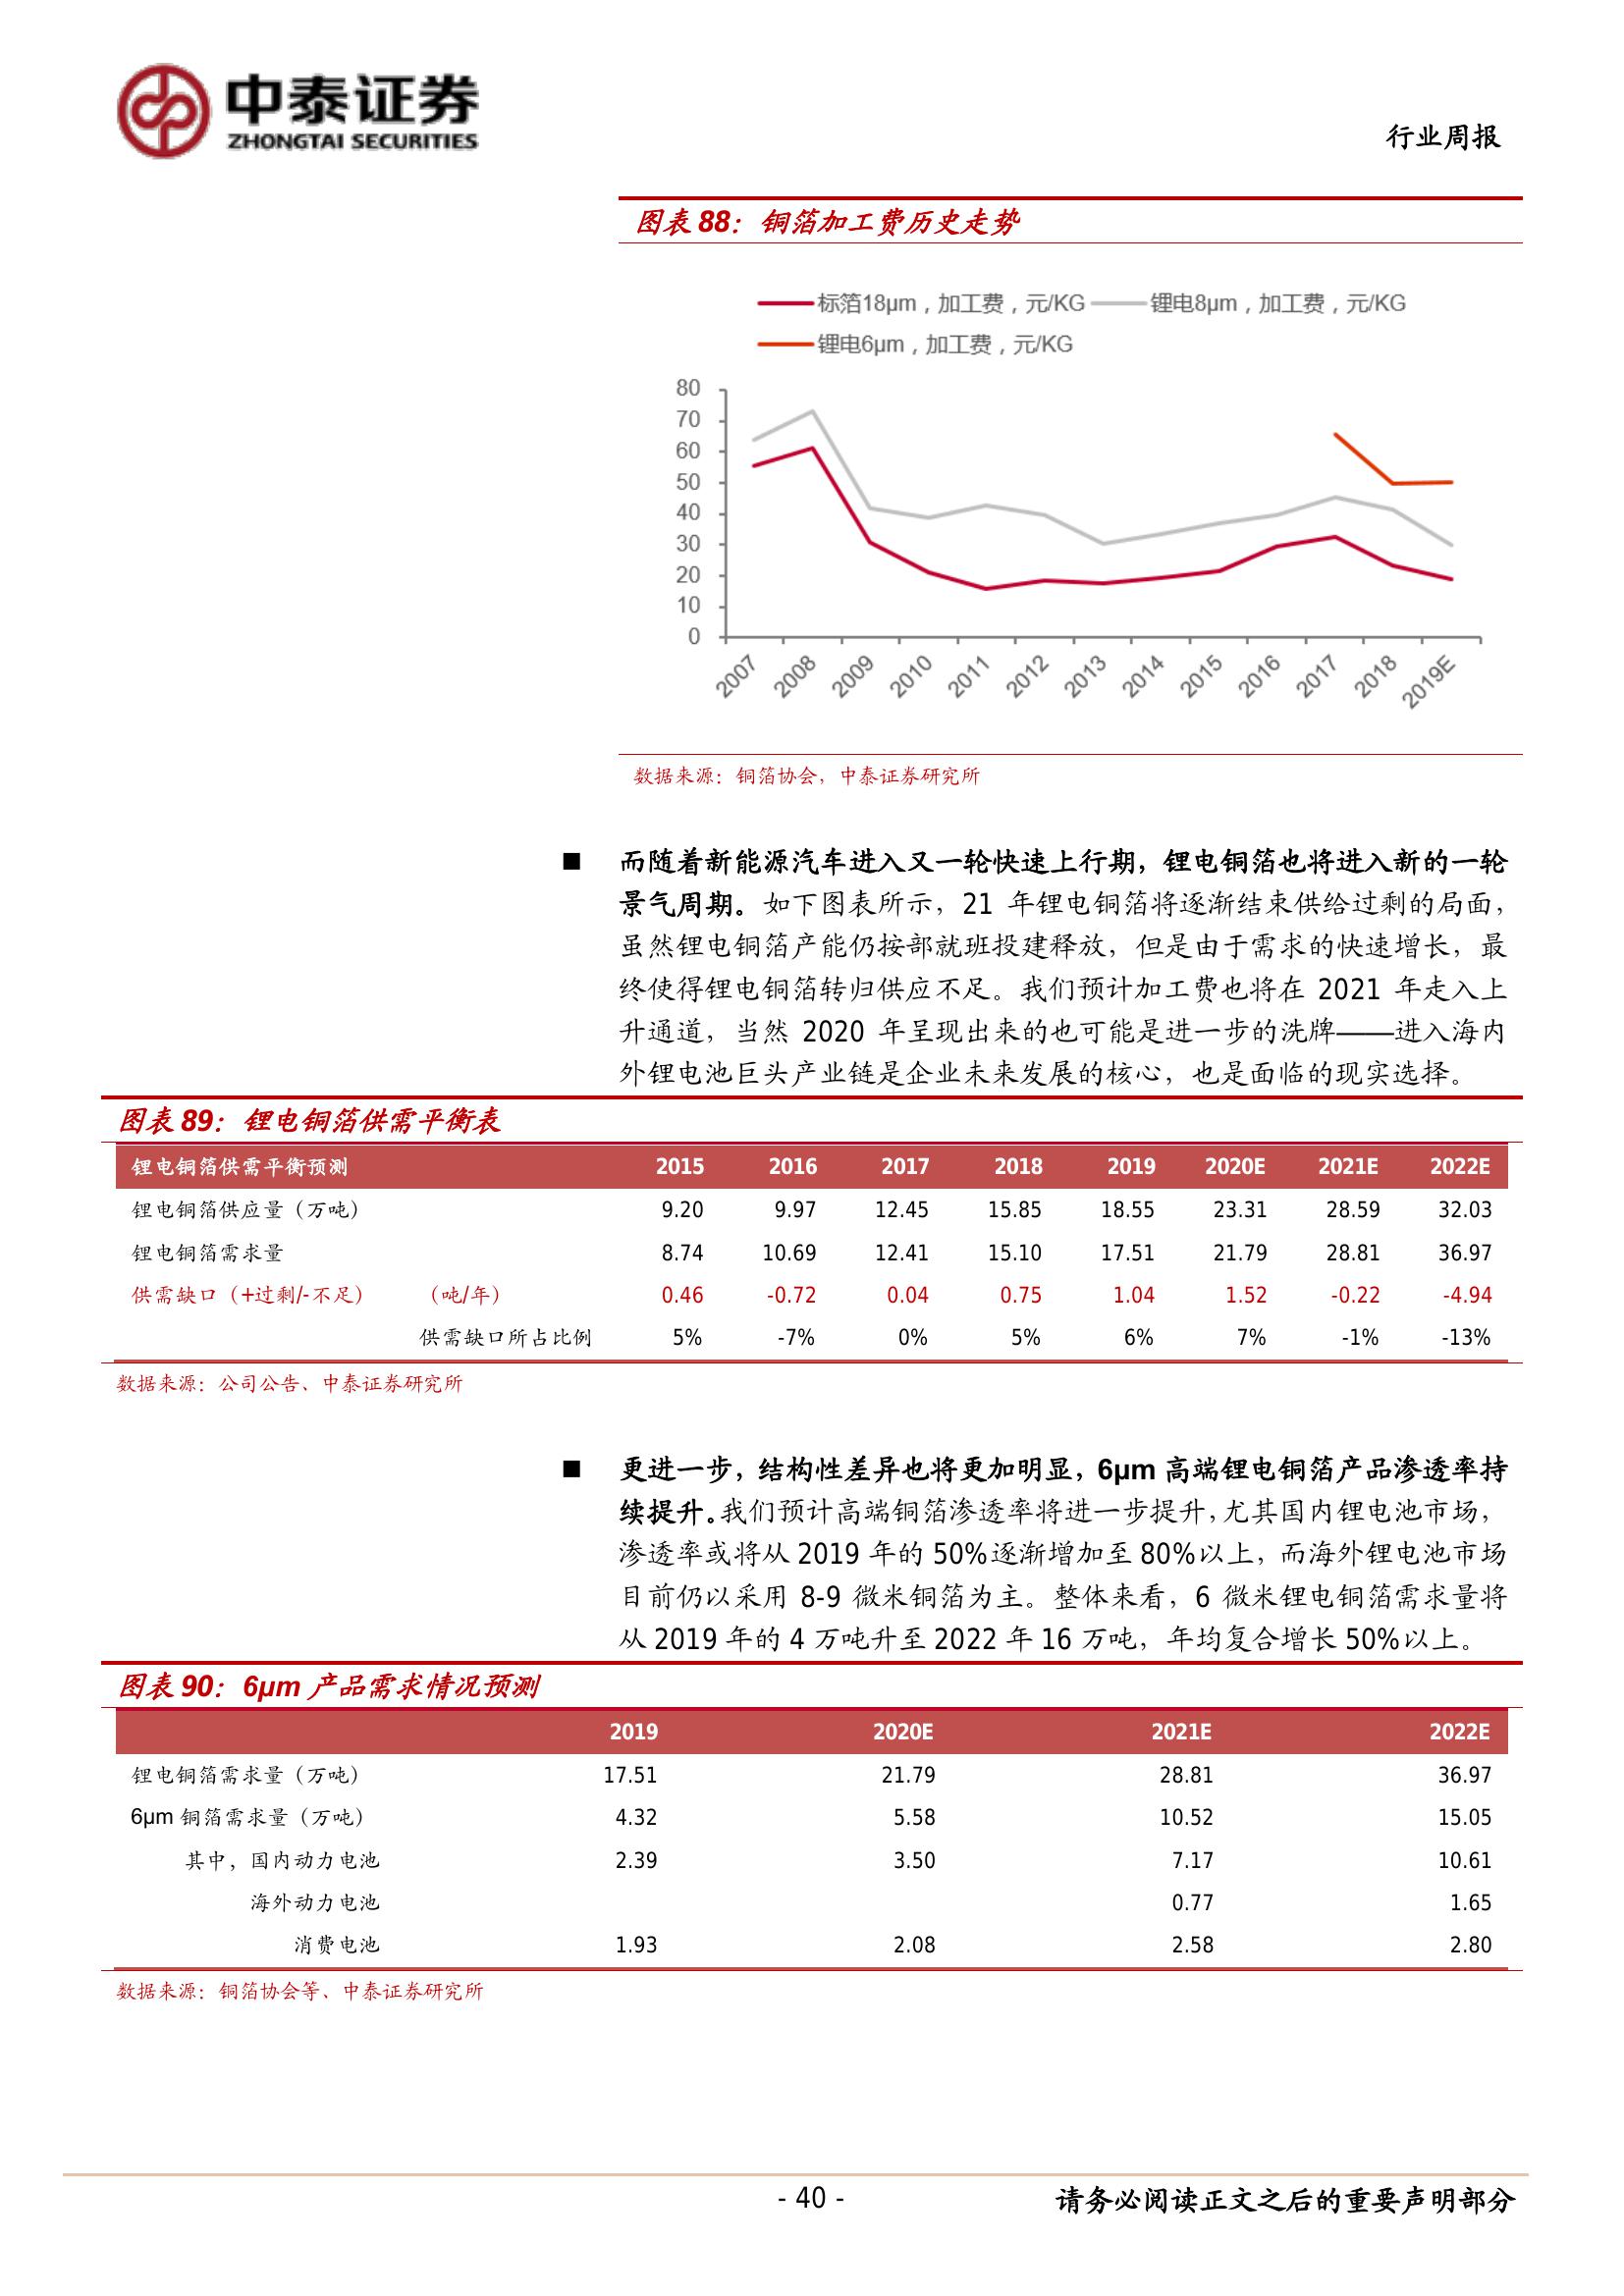 中泰证券
ZHONGTAI SECURITIES
行业周报
图表 88：铜箔加工费历史走势
标箔18μm，加工费，元/KG 锂电8μm，加工费，元/KG
锂电6μm，加工费，元/KG
80
70
60
50
40
30
20
10
0
2007 2008 2009 2010 2011 2012 2013 2014 2015 2016 2017 2018 2019E
数据来源：铜箔协会，中泰证券研究所
■ 而随着新能源汽车进入又一轮快速上行期，锂电铜箔也将进入新的一轮
景气周期。如下图表所示，21 年锂电铜箔将逐渐结束供给过剩的局面，
虽然锂电铜箔产能仍按部就班投建释放，但是由于需求的快速增长，最
终使得锂电铜箔转归供应不足。我们预计加工费也将在 2021 年走入上
升通道，当然 2020 年呈现出来的也可能是进一步的洗牌——进入海内
外锂电池巨头产业链是企业未来发展的核心，也是面临的现实选择。
图表 89：锂电铜箔供需平衡表
锂电铜箔供需平衡预测 2015 2016 2017 2018 2019 2020E 2021E 2022E
锂电铜箔供应量（万吨） 9.20 9.97 12.45 15.85 18.55 23.31 28.59 32.03
锂电铜箔需求量 8.74 10.69 12.41 15.10 17.51 21.79 28.81 36.97
供需缺口（+过剩/-不足） （吨/年） 0.46 -0.72 0.04 0.75 1.04 1.52 -0.22 -4.94
供需缺口所占比例 5% -7% 0% 5% 6% 7% -1% -13%
数据来源：公司公告、中泰证券研究所
■ 更进一步，结构性差异也将更加明显，6μm 高端锂电铜箔产品渗透率持
续提升。我们预计高端铜箔渗透率将进一步提升，尤其国内锂电池市场，
渗透率或将从 2019 年的 50%逐渐增加至 80%以上，而海外锂电池市场
目前仍以采用 8-9 微米铜箔为主。整体来看，6 微米锂电铜箔需求量将
从 2019 年的 4 万吨升至 2022 年 16 万吨，年均复合增长 50%以上。
图表 90：6μm 产品需求情况预测
2019 2020E 2021E 2022E
锂电铜箔需求量（万吨） 17.51 21.79 28.81 36.97
6μm 铜箔需求量（万吨） 4.32 5.58 10.52 15.05
其中，国内动力电池 2.39 3.50 7.17 10.61
海外动力电池 0.77 1.65
消费电池 1.93 2.08 2.58 2.80
数据来源：铜箔协会等、中泰证券研究所
- 40 - 请务必阅读正文之后的重要声明部分